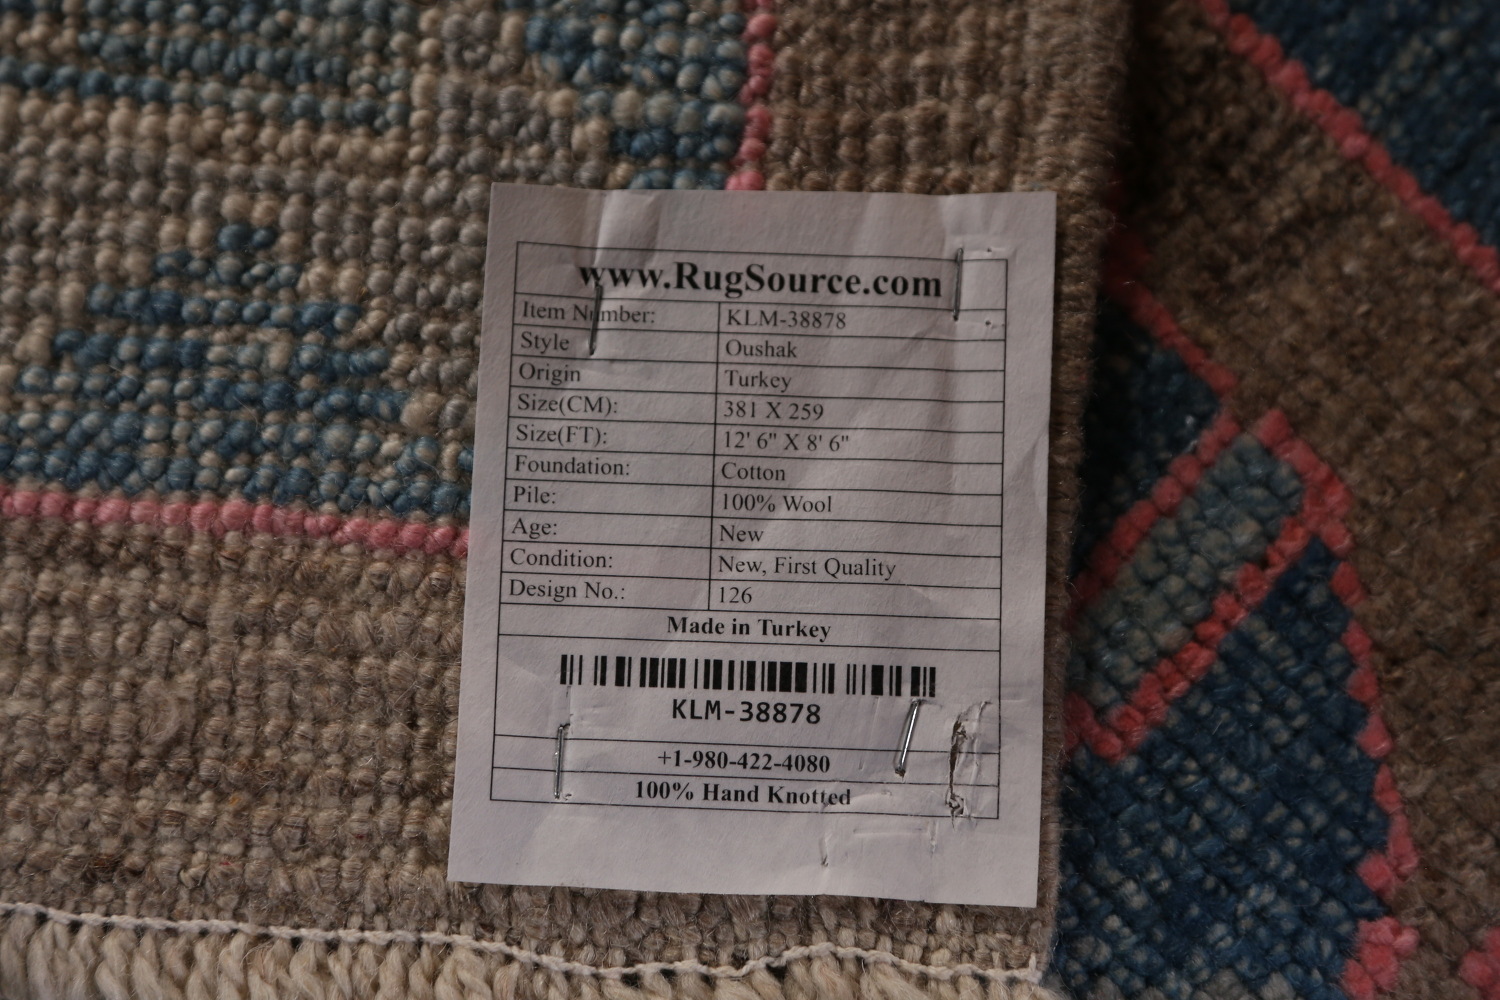 www.RugSource.com
Item Number: KLM-38878
Style Oushak
Origin Turkey
Size(CM): 381 X 259
Size(FT): 12' 6" X 8' 6"
Foundation: Cotton
Pile: 100% Wool
Age: New
Condition: New, First Quality
Design No.: 126
Made in Turkey
KLM-38878
+1-980-422-4080
100% Hand Knotted